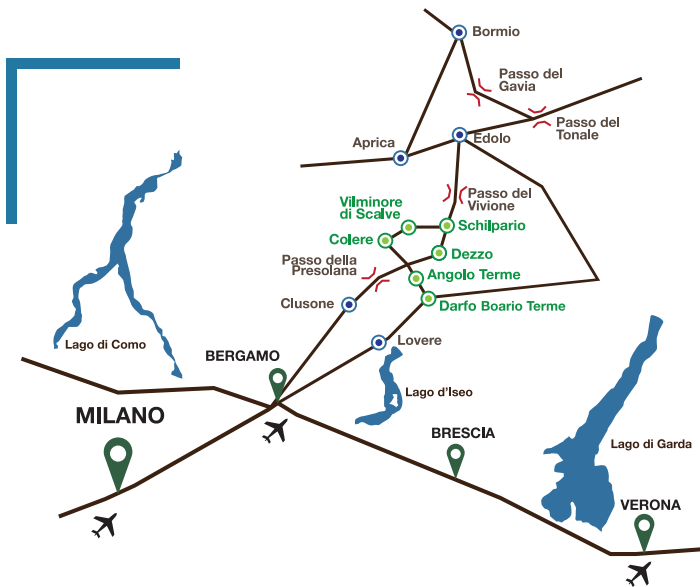 Bormio
Passo del
Gavia
Passo del
Tonale
Aprica
Edolo
Passo del
Vivione
Vilminore
di Scalve
Schilpario
Colere
Dezzo
Passo della
Presolana
Angolo Terme
Clusone
Darfo Boario Terme
Lago di Como
BERGAMO
Lovere
Lago d'Iseo
MILANO
BRESCIA
Lago di Garda
VERONA